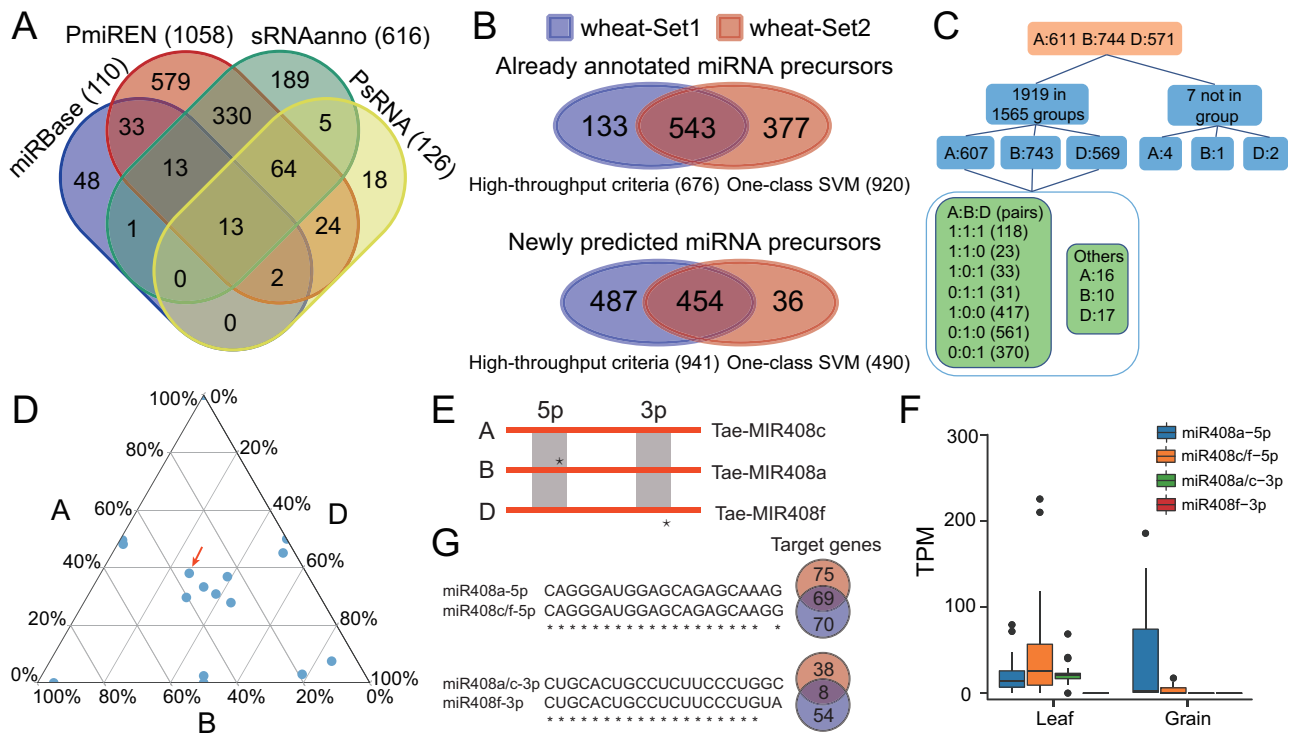 A
PmiREN (1058)
sRNAanno (616)
miRBase (110)
PsRNA (126)
579
189
33
330
5
48
13
64
18
1
13
24
0
2
0
B
wheat-Set1
wheat-Set2
Already annotated miRNA precursors
133
543
377
High-throughput criteria (676)
One-class SVM (920)
Newly predicted miRNA precursors
487
454
36
High-throughput criteria (941)
One-class SVM (490)
C
A:611 B:744 D:571
1919 in
1565 groups
7 not in
group
A:607
B:743
D:569
A:4
B:1
D:2
A:B:D (pairs)
1:1:1 (118)
1:1:0 (23)
1:0:1 (33)
0:1:1 (31)
1:0:0 (417)
0:1:0 (561)
0:0:1 (370)
Others
A:16
B:10
D:17
D
100%
0%
80%
20%
60%
40%
A
D
40%
60%
20%
80%
0%
100%
100%
80%
60%
40%
20%
0%
B
E
5p
3p
A
Tae-MIR408c
*
B
Tae-MIR408a
D
Tae-MIR408f
*
F
300
200
100
0
TPM
miR408a−5p
miR408c/f−5p
miR408a/c−3p
miR408f−3p
Leaf
Grain
G
Target genes
miR408a-5p CAGGGAUGGAGCAGAGCAAAG
miR408c/f-5p CAGGGAUGGAGCAGAGCAAGG
* * * * * * * * * * * * * * * * * * * *
75
69
70
miR408a/c-3p CUGCACUGCCUCUUCCCUGGC
miR408f-3p CUGCACUGCCUCUUCCCUGUA
* * * * * * * * * * * * * * * * * * *
38
8
54